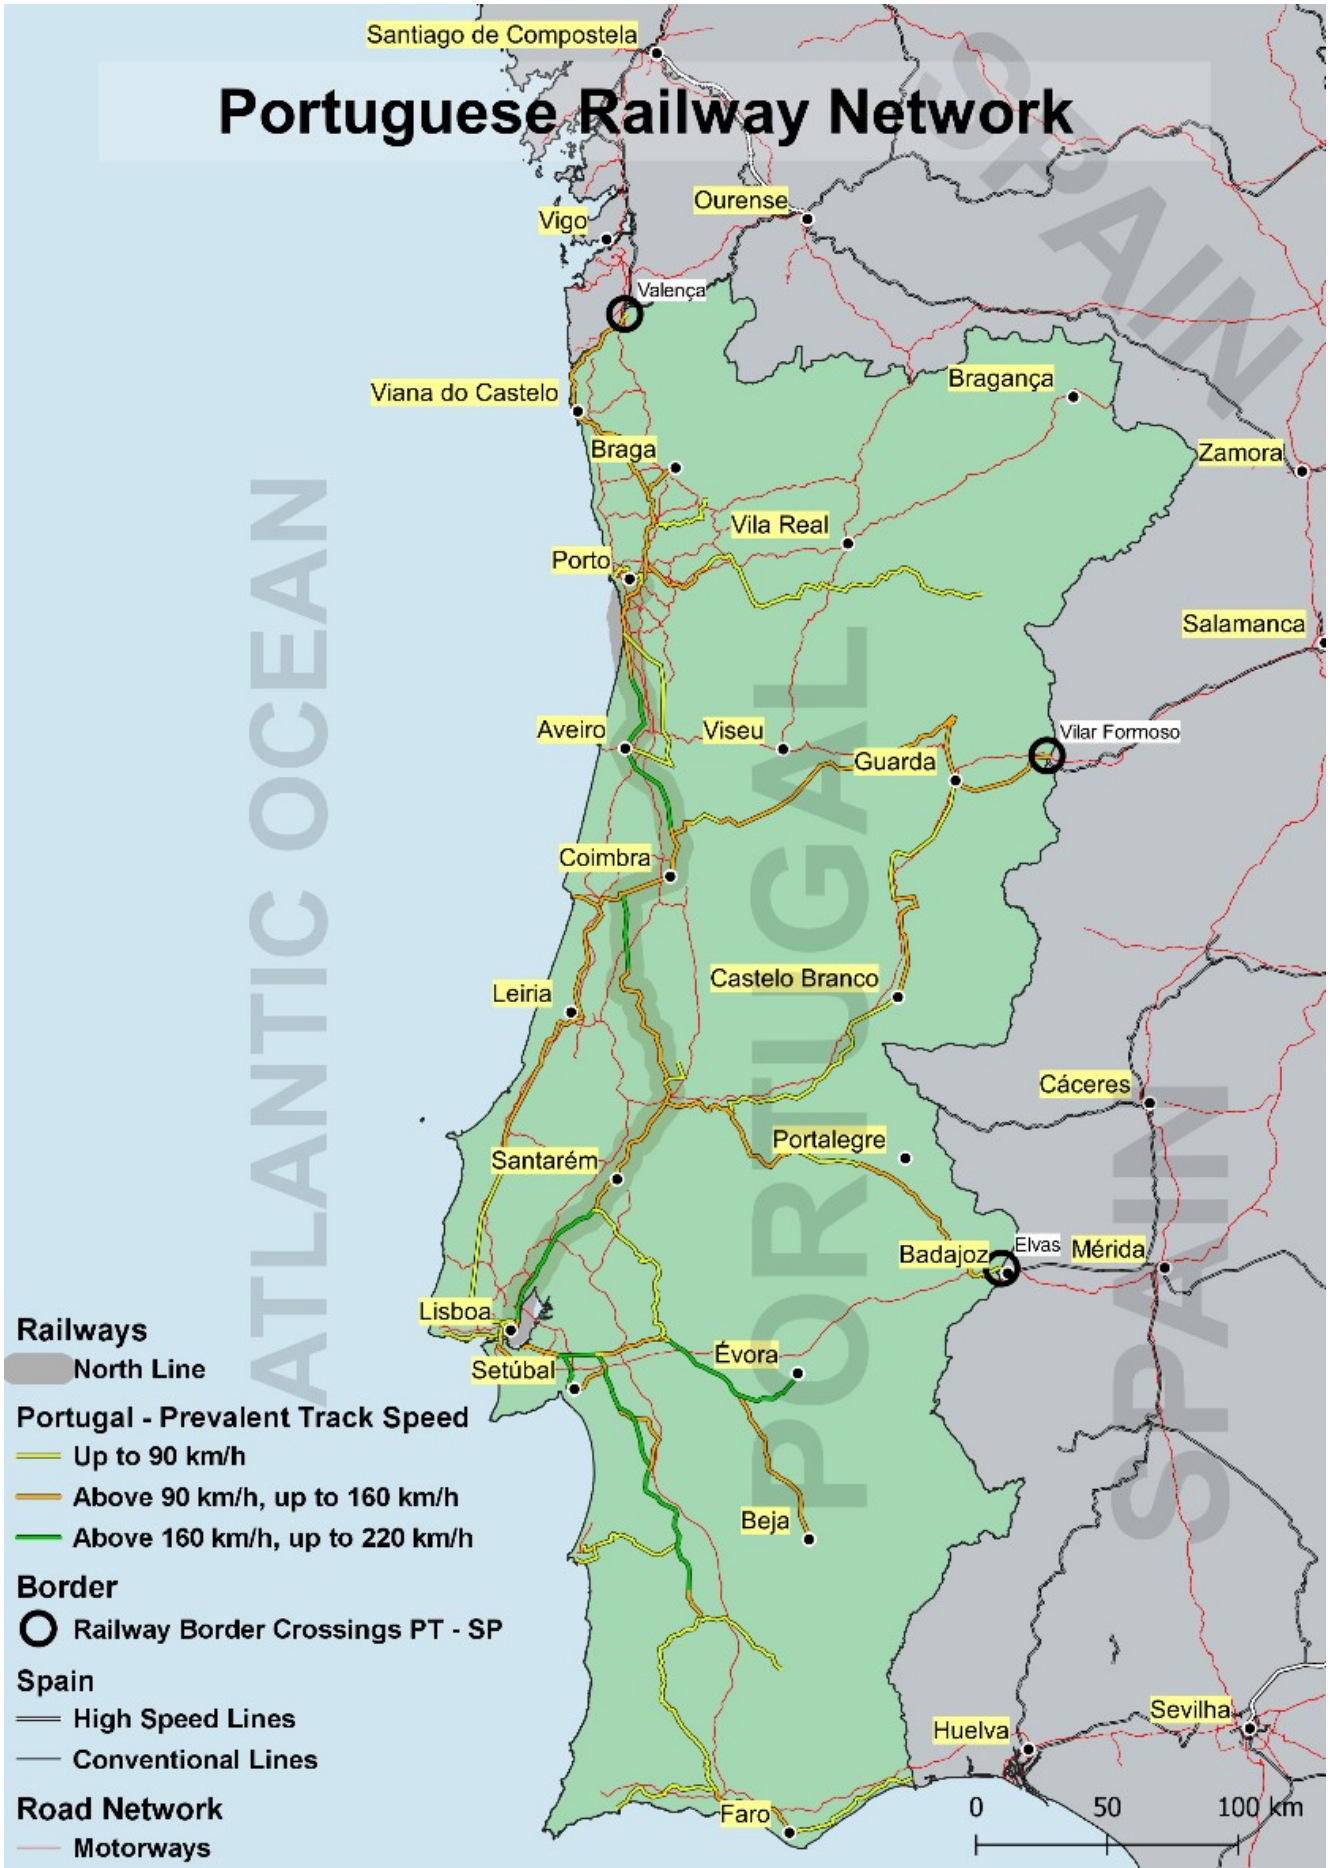 Santiago de Compostela
Portuguese Railway Network
SPAIN
Ourense
Vigo
Valença
Bragança
Viana do Castelo
Braga
Zamora
Vila Real
Porto
Salamanca
ATLANTIC OCEAN
PORTUGAL
Aveiro
Viseu
Vilar Formoso
Guarda
Coimbra
Castelo Branco
Leiria
Cáceres
SPAIN
Portalegre
Santarém
Elvas
Mérida
Badajoz
Lisboa
Évora
Setúbal
Beja
Sevilha
Huelva
Faro
0 50 100 km
Railways
North Line
Portugal - Prevalent Track Speed
Up to 90 km/h
Above 90 km/h, up to 160 km/h
Above 160 km/h, up to 220 km/h
Border
Railway Border Crossings PT - SP
Spain
High Speed Lines
Conventional Lines
Road Network
Motorways